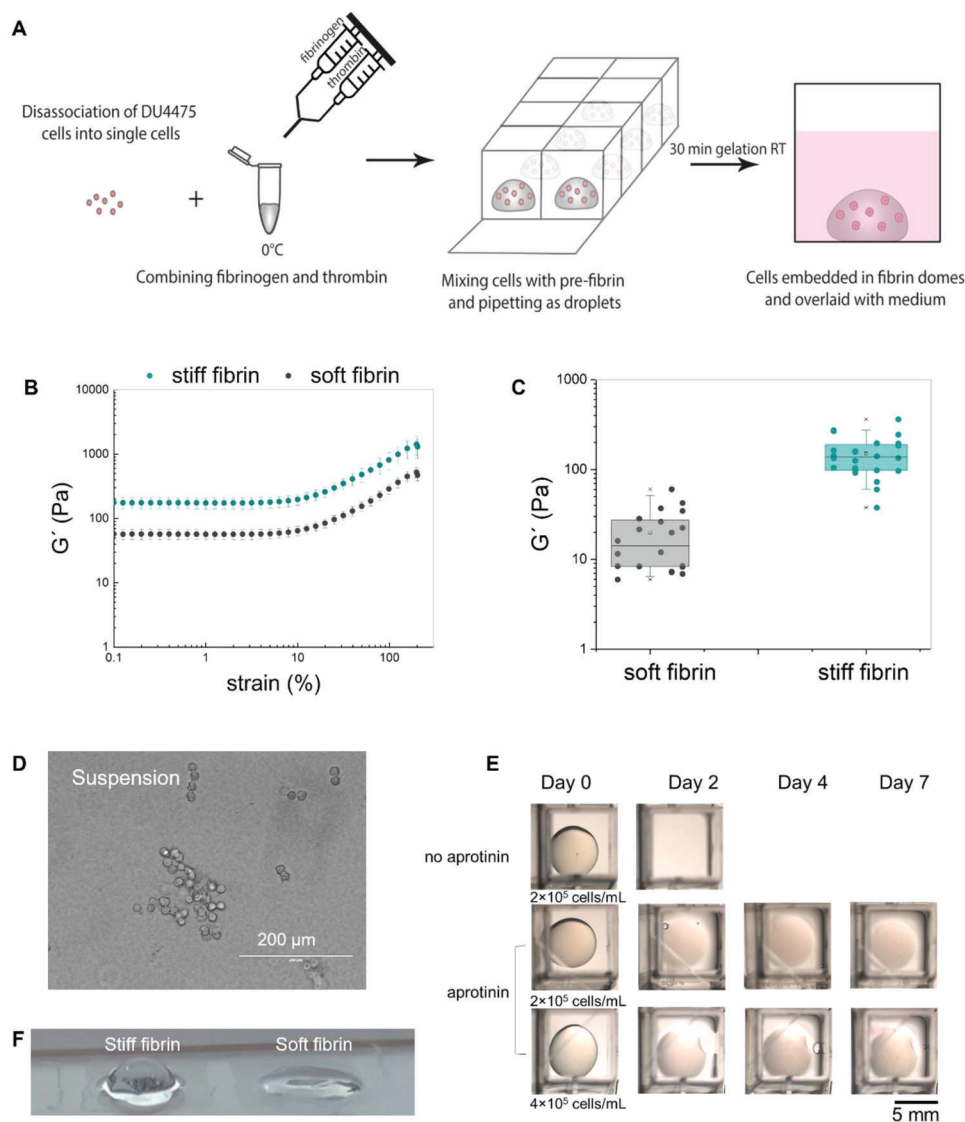 A
fibrinogen
thrombin
Disassociation of DU4475
cells into single cells
+
0°C
Combining fibrinogen and thrombin
Mixing cells with pre-fibrin
and pipetting as droplets
30 min gelation RT
Cells embedded in fibrin domes
and overlaid with medium
B
stiff fibrin
soft fibrin
10000
1000
100
10
1
G´ (Pa)
0.1
1
10
100
strain (%)
C
1000
100
10
1
G´ (Pa)
soft fibrin
stiff fibrin
D
Suspension
200 µm
E
Day 0
Day 2
Day 4
Day 7
no aprotinin
2×10⁵ cells/mL
aprotinin
2×10⁵ cells/mL
4×10⁵ cells/mL
5 mm
F
Stiff fibrin
Soft fibrin